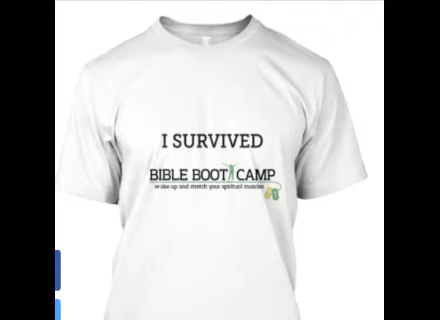 I SURVIVED
BIBLE BOOT CAMP
wake up and stretch your spiritual muscles